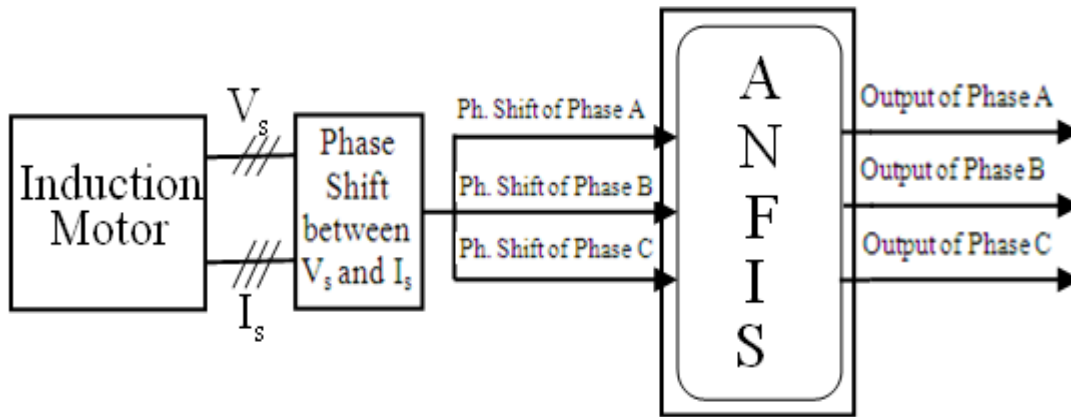 Induction
Motor
Vs
Is
Phase
Shift
between
Vs and Is
Ph. Shift of Phase A
Ph. Shift of Phase B
Ph. Shift of Phase C
A
N
F
I
S
Output of Phase A
Output of Phase B
Output of Phase C